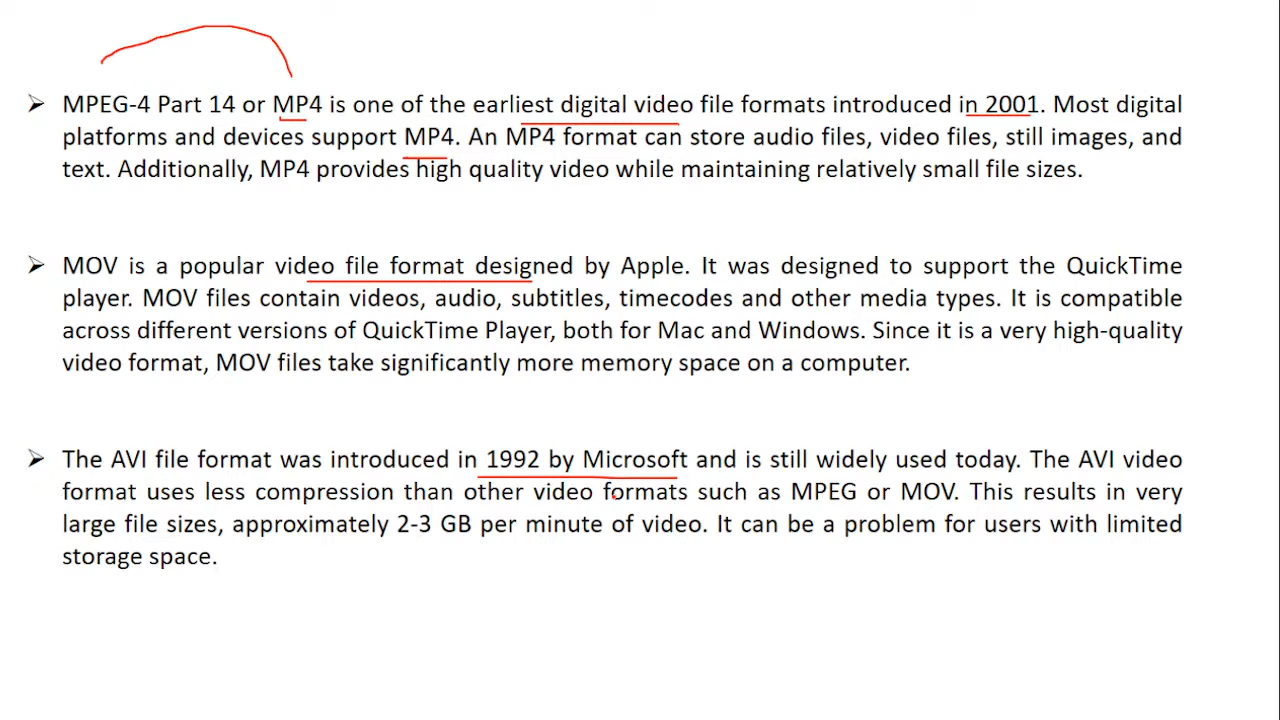 ➢ MPEG-4 Part 14 or MP4 is one of the earliest digital video file formats introduced in 2001. Most digital
platforms and devices support MP4. An MP4 format can store audio files, video files, still images, and
text. Additionally, MP4 provides high quality video while maintaining relatively small file sizes.
➢ MOV is a popular video file format designed by Apple. It was designed to support the QuickTime
player. MOV files contain videos, audio, subtitles, timecodes and other media types. It is compatible
across different versions of QuickTime Player, both for Mac and Windows. Since it is a very high-quality
video format, MOV files take significantly more memory space on a computer.
➢ The AVI file format was introduced in 1992 by Microsoft and is still widely used today. The AVI video
format uses less compression than other video formats such as MPEG or MOV. This results in very
large file sizes, approximately 2-3 GB per minute of video. It can be a problem for users with limited
storage space.